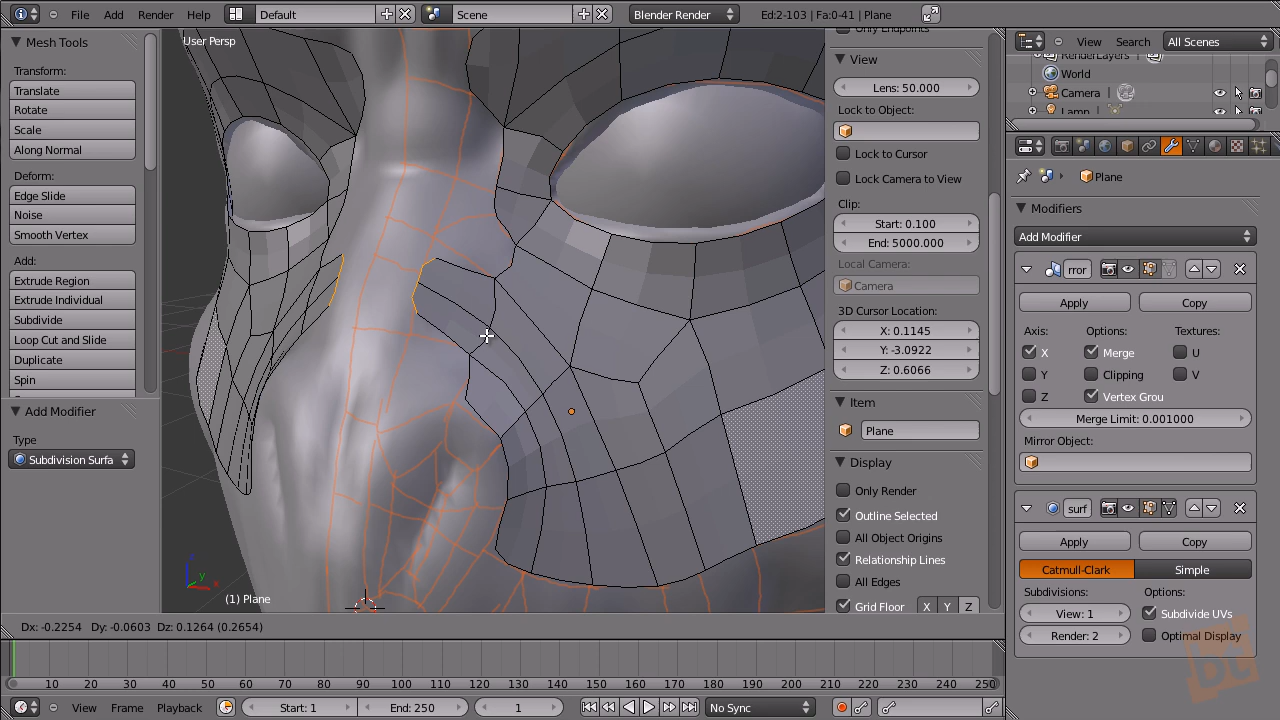 File Add Render Help Default Scene Blender Render Ed:2-103 | Fa:0-41 | Plane
Mesh Tools
Transform:
Translate
Rotate
Scale
Along Normal
Deform:
Edge Slide
Noise
Smooth Vertex
Add:
Extrude Region
Extrude Individual
Subdivide
Loop Cut and Slide
Duplicate
Spin
Add Modifier
Type
Subdivision Surfa
User Persp
z
y
x
(1) Plane
Dx: -0.2254 Dy: -0.0603 Dz: 0.1264 (0.2654)
Only Endpoints
View
Lens: 50.000
Lock to Object:
Lock to Cursor
Lock Camera to View
Clip:
Start: 0.100
End: 5000.000
Local Camera:
Camera
3D Cursor Location:
X: 0.1145
Y: -3.0922
Z: 0.6066
Item
Plane
Display
Only Render
Outline Selected
All Object Origins
Relationship Lines
All Edges
Grid Floor X Y Z
View Search All Scenes
RenderLayers
World
Camera
Lamp
Plane
Modifiers
Add Modifier
rror
Apply Copy
Axis: Options: Textures:
X Merge U
Y Clipping V
Z Vertex Grou
Merge Limit: 0.001000
Mirror Object:
surf
Apply Copy
Catmull-Clark Simple
Subdivisions: Options:
View: 1 Subdivide UVs
Render: 2 Optimal Display
10 20 30 40 50 60 70 80 90 100 110 120 130 140 150 160 170 180 190 200 210 220 230 240 250
View Frame Playback Start: 1 End: 250 1 No Sync